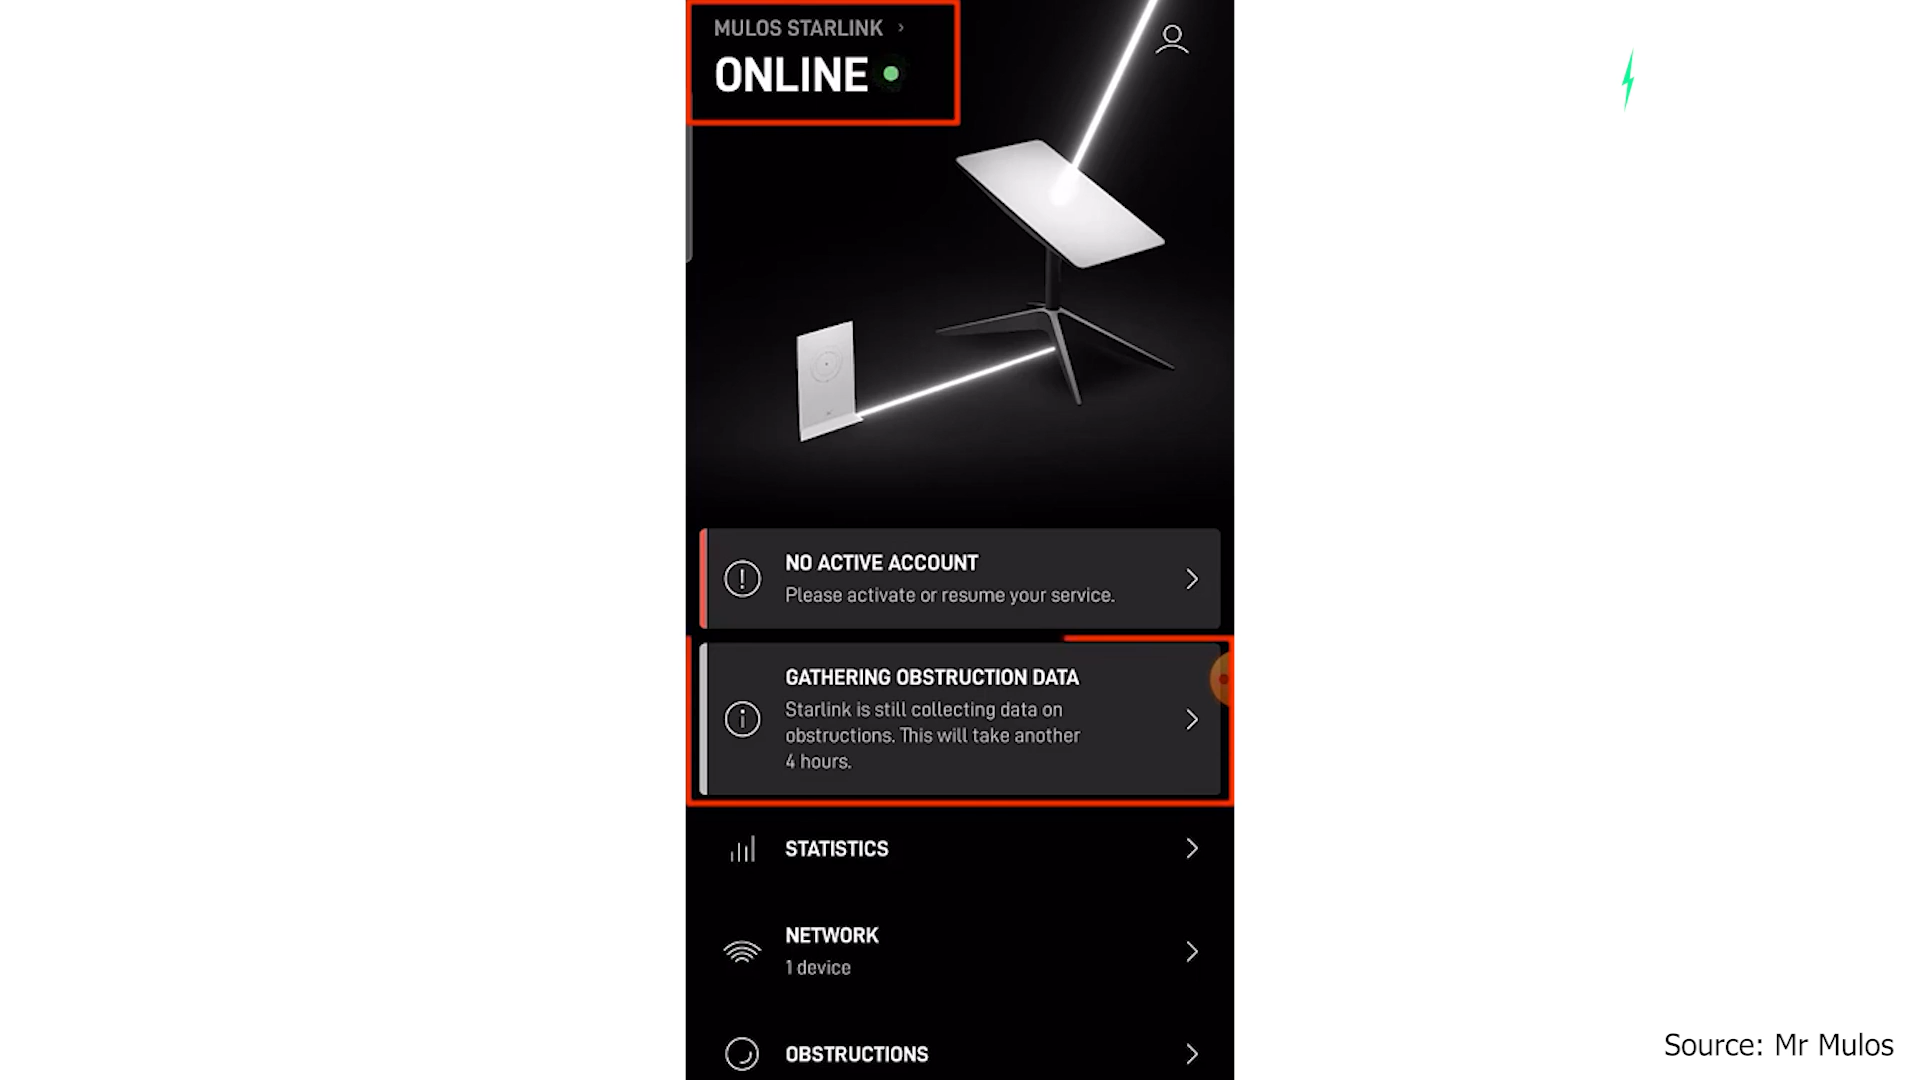 MULOS STARLINK
ONLINE
NO ACTIVE ACCOUNT
Please activate or resume your service.
GATHERING OBSTRUCTION DATA
Starlink is still collecting data on
obstructions. This will take another
4 hours.
STATISTICS
NETWORK
1 device
OBSTRUCTIONS
Source: Mr Mulos